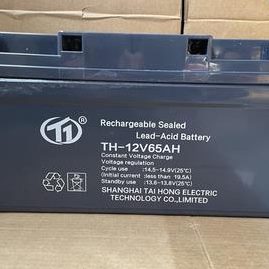 TI®
Rechargeable Sealed
Lead-Acid Battery
TH-12V65AH
Constant Voltage Charge
Voltage regulation
Cycle use :14.5-14.9V(25℃)
(Initial current :less than 19.5A)
Standby use :13.6-13.8V(25℃)
SHANGHAI TAI HONG ELECTRIC
TECHNOLOGY CO.,LIMITED